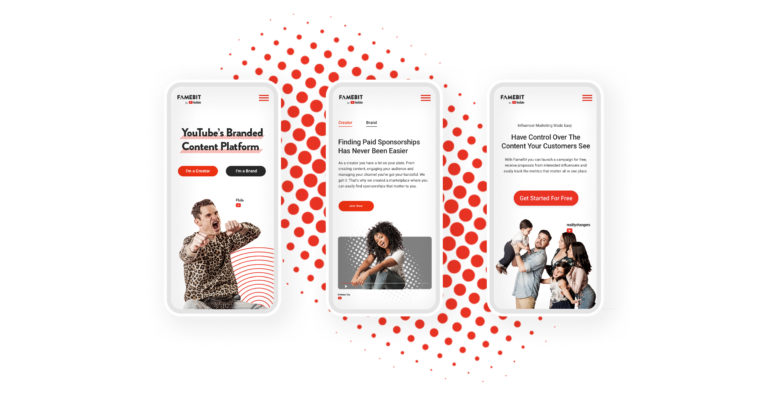 FAMEBIT
by YouTube
YouTube's Branded
Content Platform
I'm a Creator
I'm a Brand
Flula
FAMEBIT
by YouTube
Creator
Brand
Finding Paid Sponsorships
Has Never Been Easier
As a creator you have a lot on your plate. From
creating content, engaging your audience and
managing your channel you've got your hands full. We
get it. That's why we created a marketplace where you
can easily find sponsorships that matter to you.
Join Now
FAMEBIT
by YouTube
Influencer Marketing Made Easy
Have Control Over The
Content Your Customers See
With FameBit you can launch a campaign for free,
receive proposals from interested influencers and
easily track the metrics that matter all in one place
Get Started For Free
realitychangers